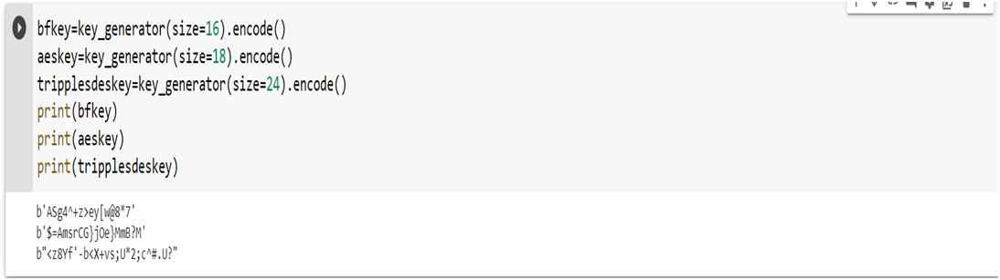 bfkey=key_generator(size=16).encode()
aeskey=key_generator(size=18).encode()
tripplesdeskey=key_generator(size=24).encode()
print(bfkey)
print(aeskey)
print(tripplesdeskey)
b'ASg4^+z>ey[w@8*7'
b'$=AmsrCG}jOe}MmB?M'
b"<z8Yf'-b<X+vs;U*2;c^#.U?"